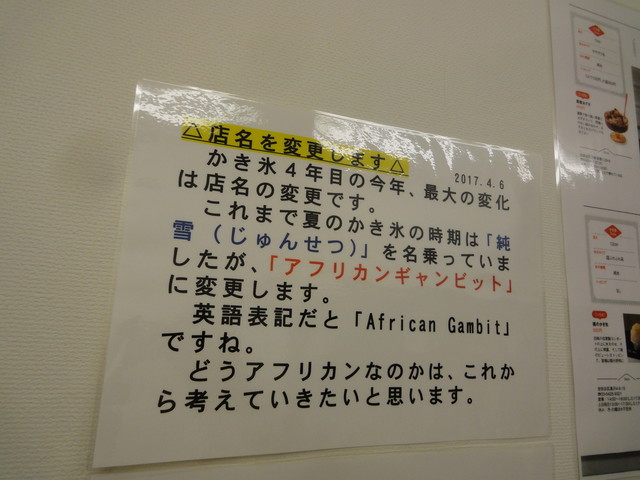 △店名を変更します△
2017.4.6
かき氷４年目の今年、最大の変化
は店名の変更です。
これまで夏のかき氷の時期は「純
雪（じゅんせつ）」を名乗っていま
したが、「アフリカンギャンビット」
に変更します。
英語表記だと「African Gambit」
ですね。
どうアフリカンなのかは、これか
ら考えていきたいと思います。